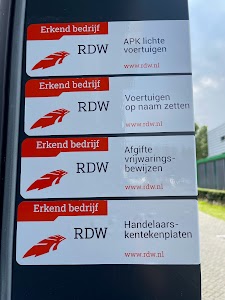 Erkend bedrijf
RDW
APK lichte
voertuigen
www.rdw.nl
Erkend bedrijf
RDW
Voertuigen
op naam zetten
www.rdw.nl
Erkend bedrijf
RDW
Afgifte
vrijwarings-
bewijzen
www.rdw.nl
Erkend bedrijf
RDW
Handelaars-
kentekenplaten
www.rdw.nl